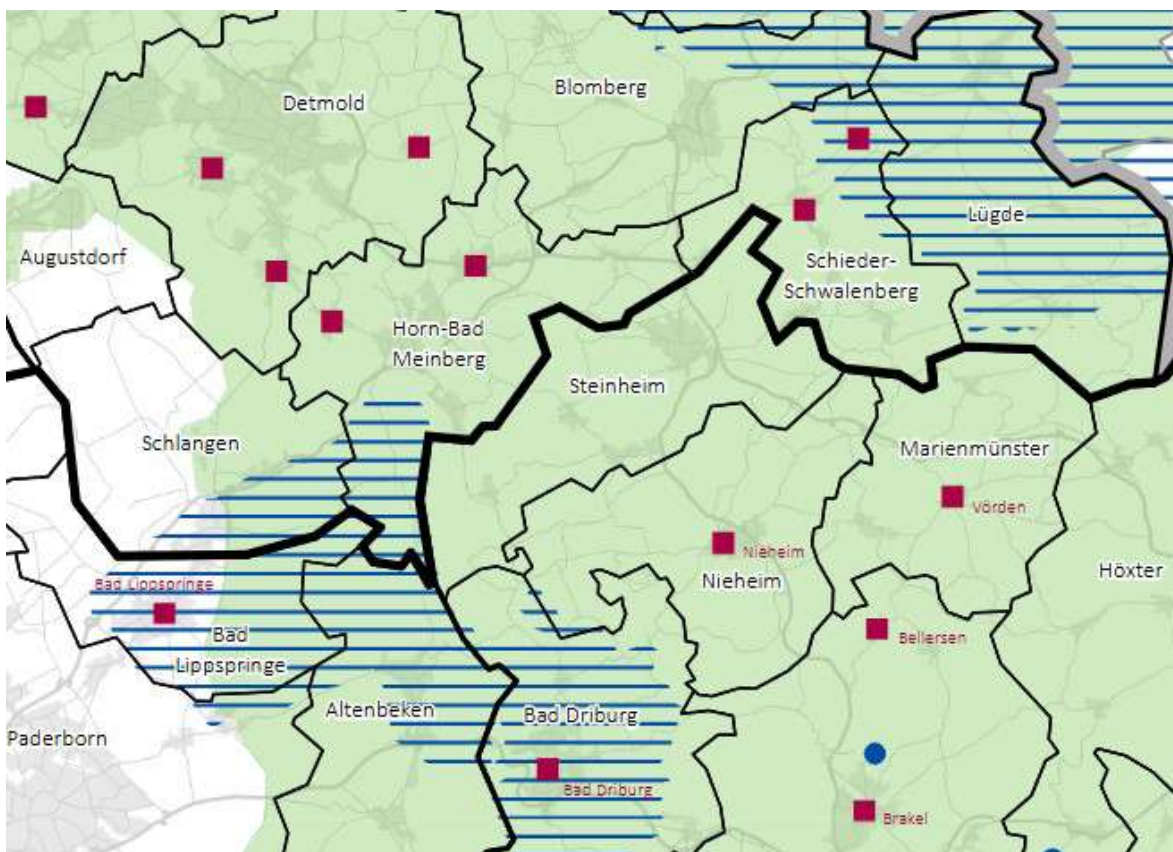 Blomberg
Detmold
Lügde
Augustdorf
Schieder-
Schwalenberg
Horn-Bad
Meinberg
Steinheim
Schlangen
Marienmünster
Vörden
Nieheim
Nieheim
Höxter
Bad Lippspringe
Bad
Lippspringe
Bellersen
Altenbeken
Bad Driburg
Paderborn
Bad Driburg
Brakel